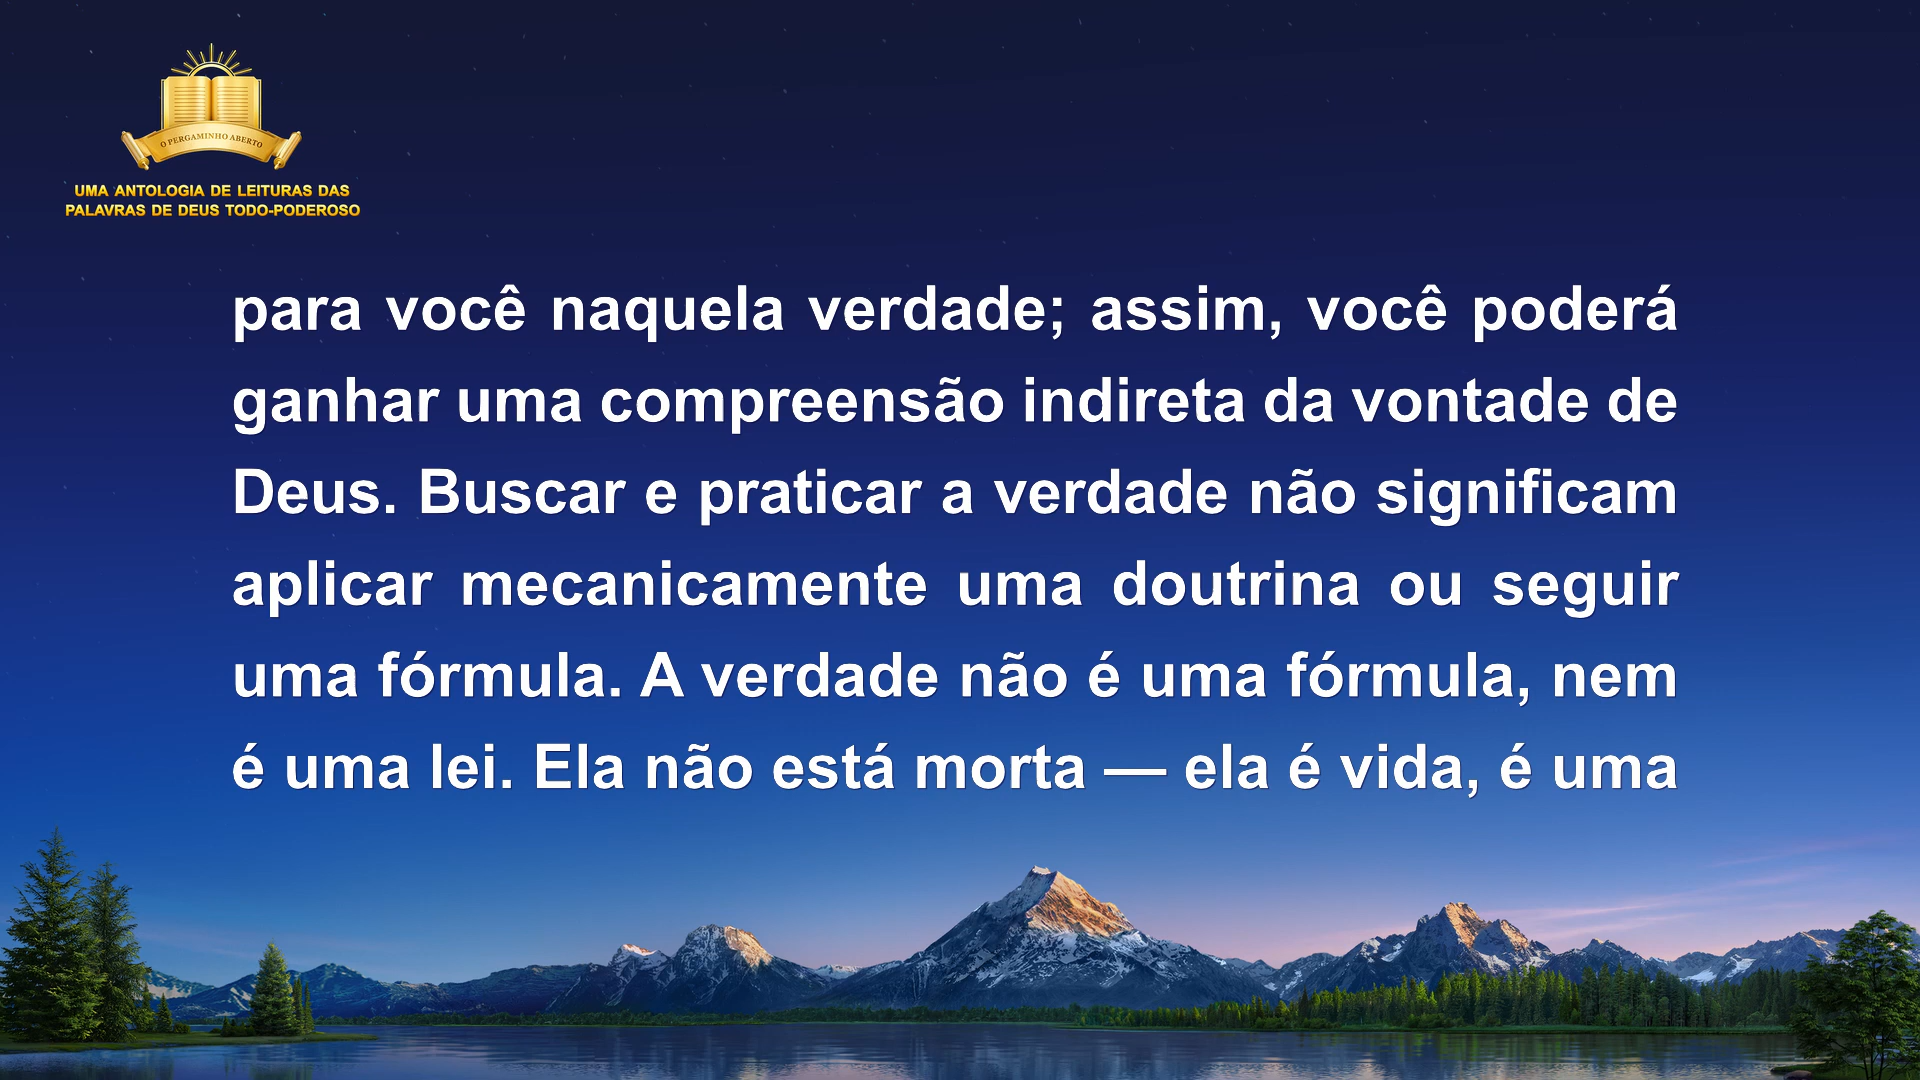 O PERGAMINHO ABERTO
UMA ANTOLOGIA DE LEITURAS DAS
PALAVRAS DE DEUS TODO-PODEROSO
para você naquela verdade; assim, você poderá
ganhar uma compreensão indireta da vontade de
Deus. Buscar e praticar a verdade não significam
aplicar mecanicamente uma doutrina ou seguir
uma fórmula. A verdade não é uma fórmula, nem
é uma lei. Ela não está morta — ela é vida, é uma